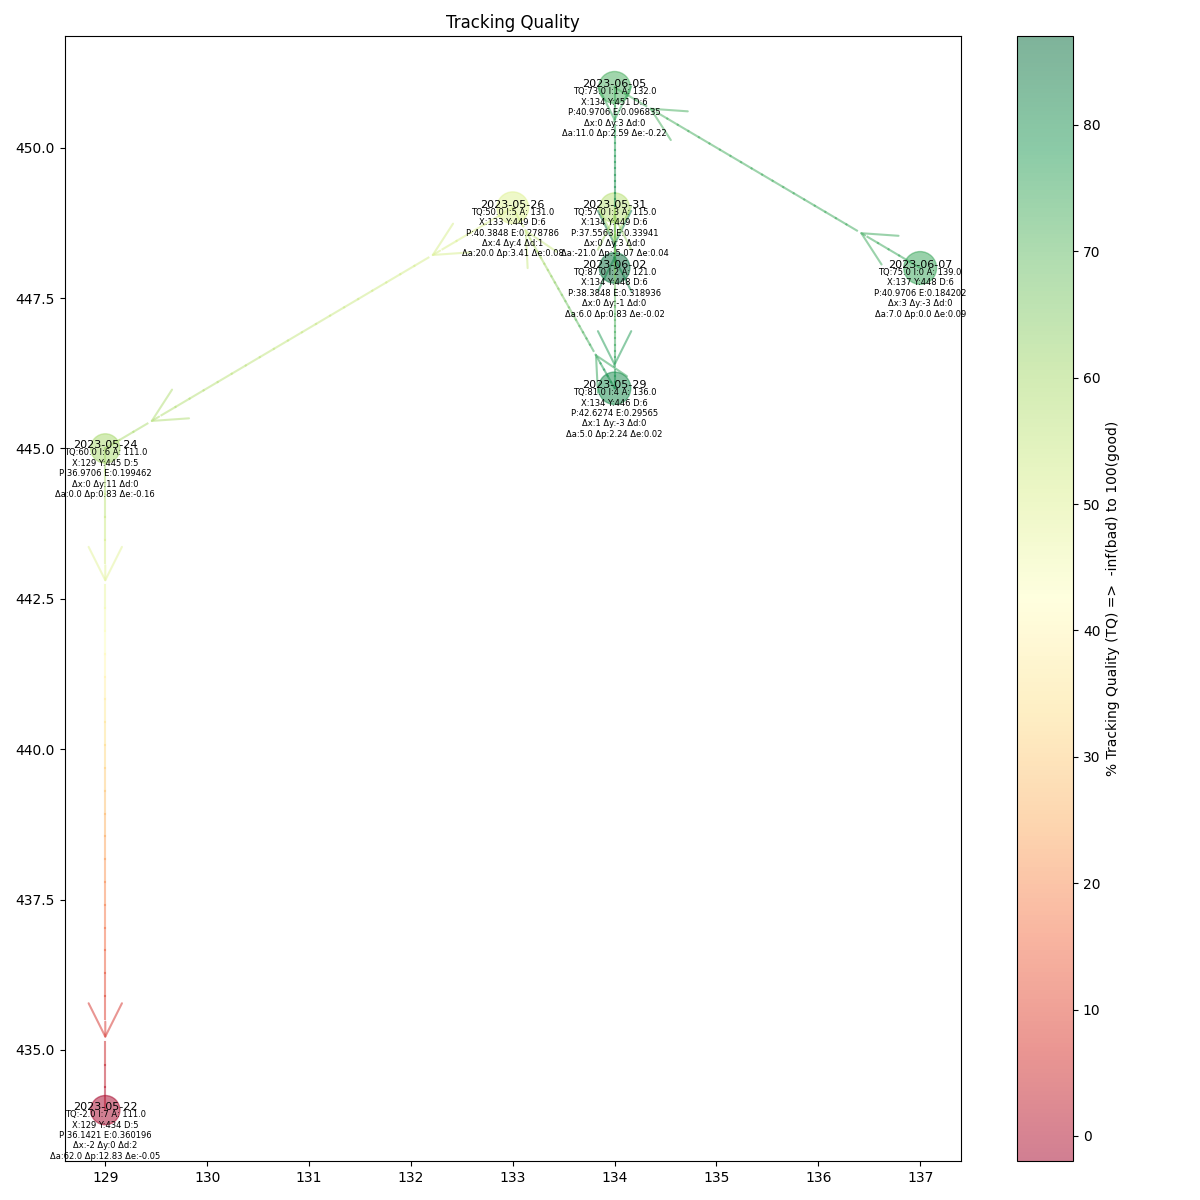 Tracking Quality
2023-06-05
TQ:73.0 I:1 A: 132.0
X:134 Y:451 D:6
P:40.9706 E:0.096835
Δx:0 Δy:3 Δd:0
Δa:11.0 Δp:2.59 Δe:-0.22
2023-05-26
TQ:50.0 I:5 A: 131.0
X:133 Y:449 D:6
P:40.3848 E:0.278786
Δx:4 Δy:4 Δd:1
Δa:20.0 Δp:3.41 Δe:0.08
2023-05-31
TQ:57.0 I:3 A: 115.0
X:134 Y:449 D:6
P:37.5563 E:0.33941
Δx:0 Δy:3 Δd:0
Δa:-21.0 Δp:-5.07 Δe:0.04
2023-06-02
TQ:87.0 I:2 A: 121.0
X:134 Y:448 D:6
P:38.3848 E:0.318936
Δx:0 Δy:-1 Δd:0
Δa:6.0 Δp:0.83 Δe:-0.02
2023-06-07
TQ:75.0 I:0 A: 139.0
X:137 Y:448 D:6
P:40.9706 E:0.184202
Δx:3 Δy:-3 Δd:0
Δa:7.0 Δp:0.0 Δe:0.09
2023-05-29
TQ:81.0 I:4 A: 136.0
X:134 Y:446 D:6
P:42.6274 E:0.29565
Δx:1 Δy:-3 Δd:0
Δa:5.0 Δp:2.24 Δe:0.02
2023-05-24
TQ:60.0 I:6 A: 111.0
X:129 Y:445 D:5
P:36.9706 E:0.199462
Δx:0 Δy:11 Δd:0
Δa:0.0 Δp:0.83 Δe:-0.16
2023-05-22
TQ:-2.0 I:7 A: 111.0
X:129 Y:434 D:5
P:36.1421 E:0.360196
Δx:-2 Δy:0 Δd:2
Δa:62.0 Δp:12.83 Δe:-0.05
450.0
447.5
445.0
442.5
440.0
437.5
435.0
129 130 131 132 133 134 135 136 137
80
70
60
50
40
30
20
10
0
% Tracking Quality (TQ) =>  -inf(bad) to 100(good)